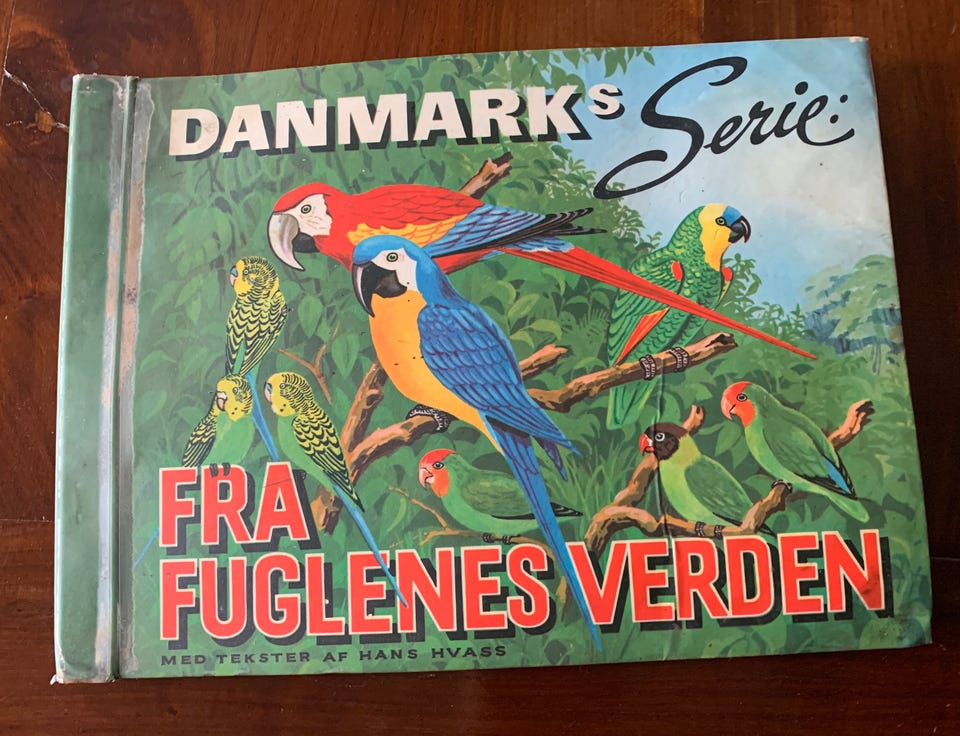 DANMARKs Serie:
FRA
FUGLENES VERDEN
MED TEKSTER AF HANS HVASS